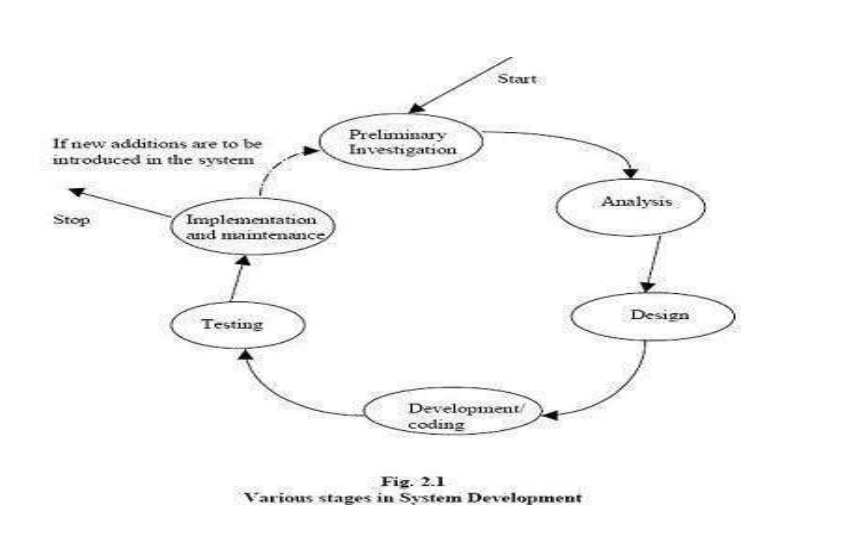 Start
Preliminary
Investigation
If new additions are to be
introduced in the system
Analysis
Stop
Implementation
and maintenance
Design
Testing
Development/
coding
Fig. 2.1
Various stages in System Development